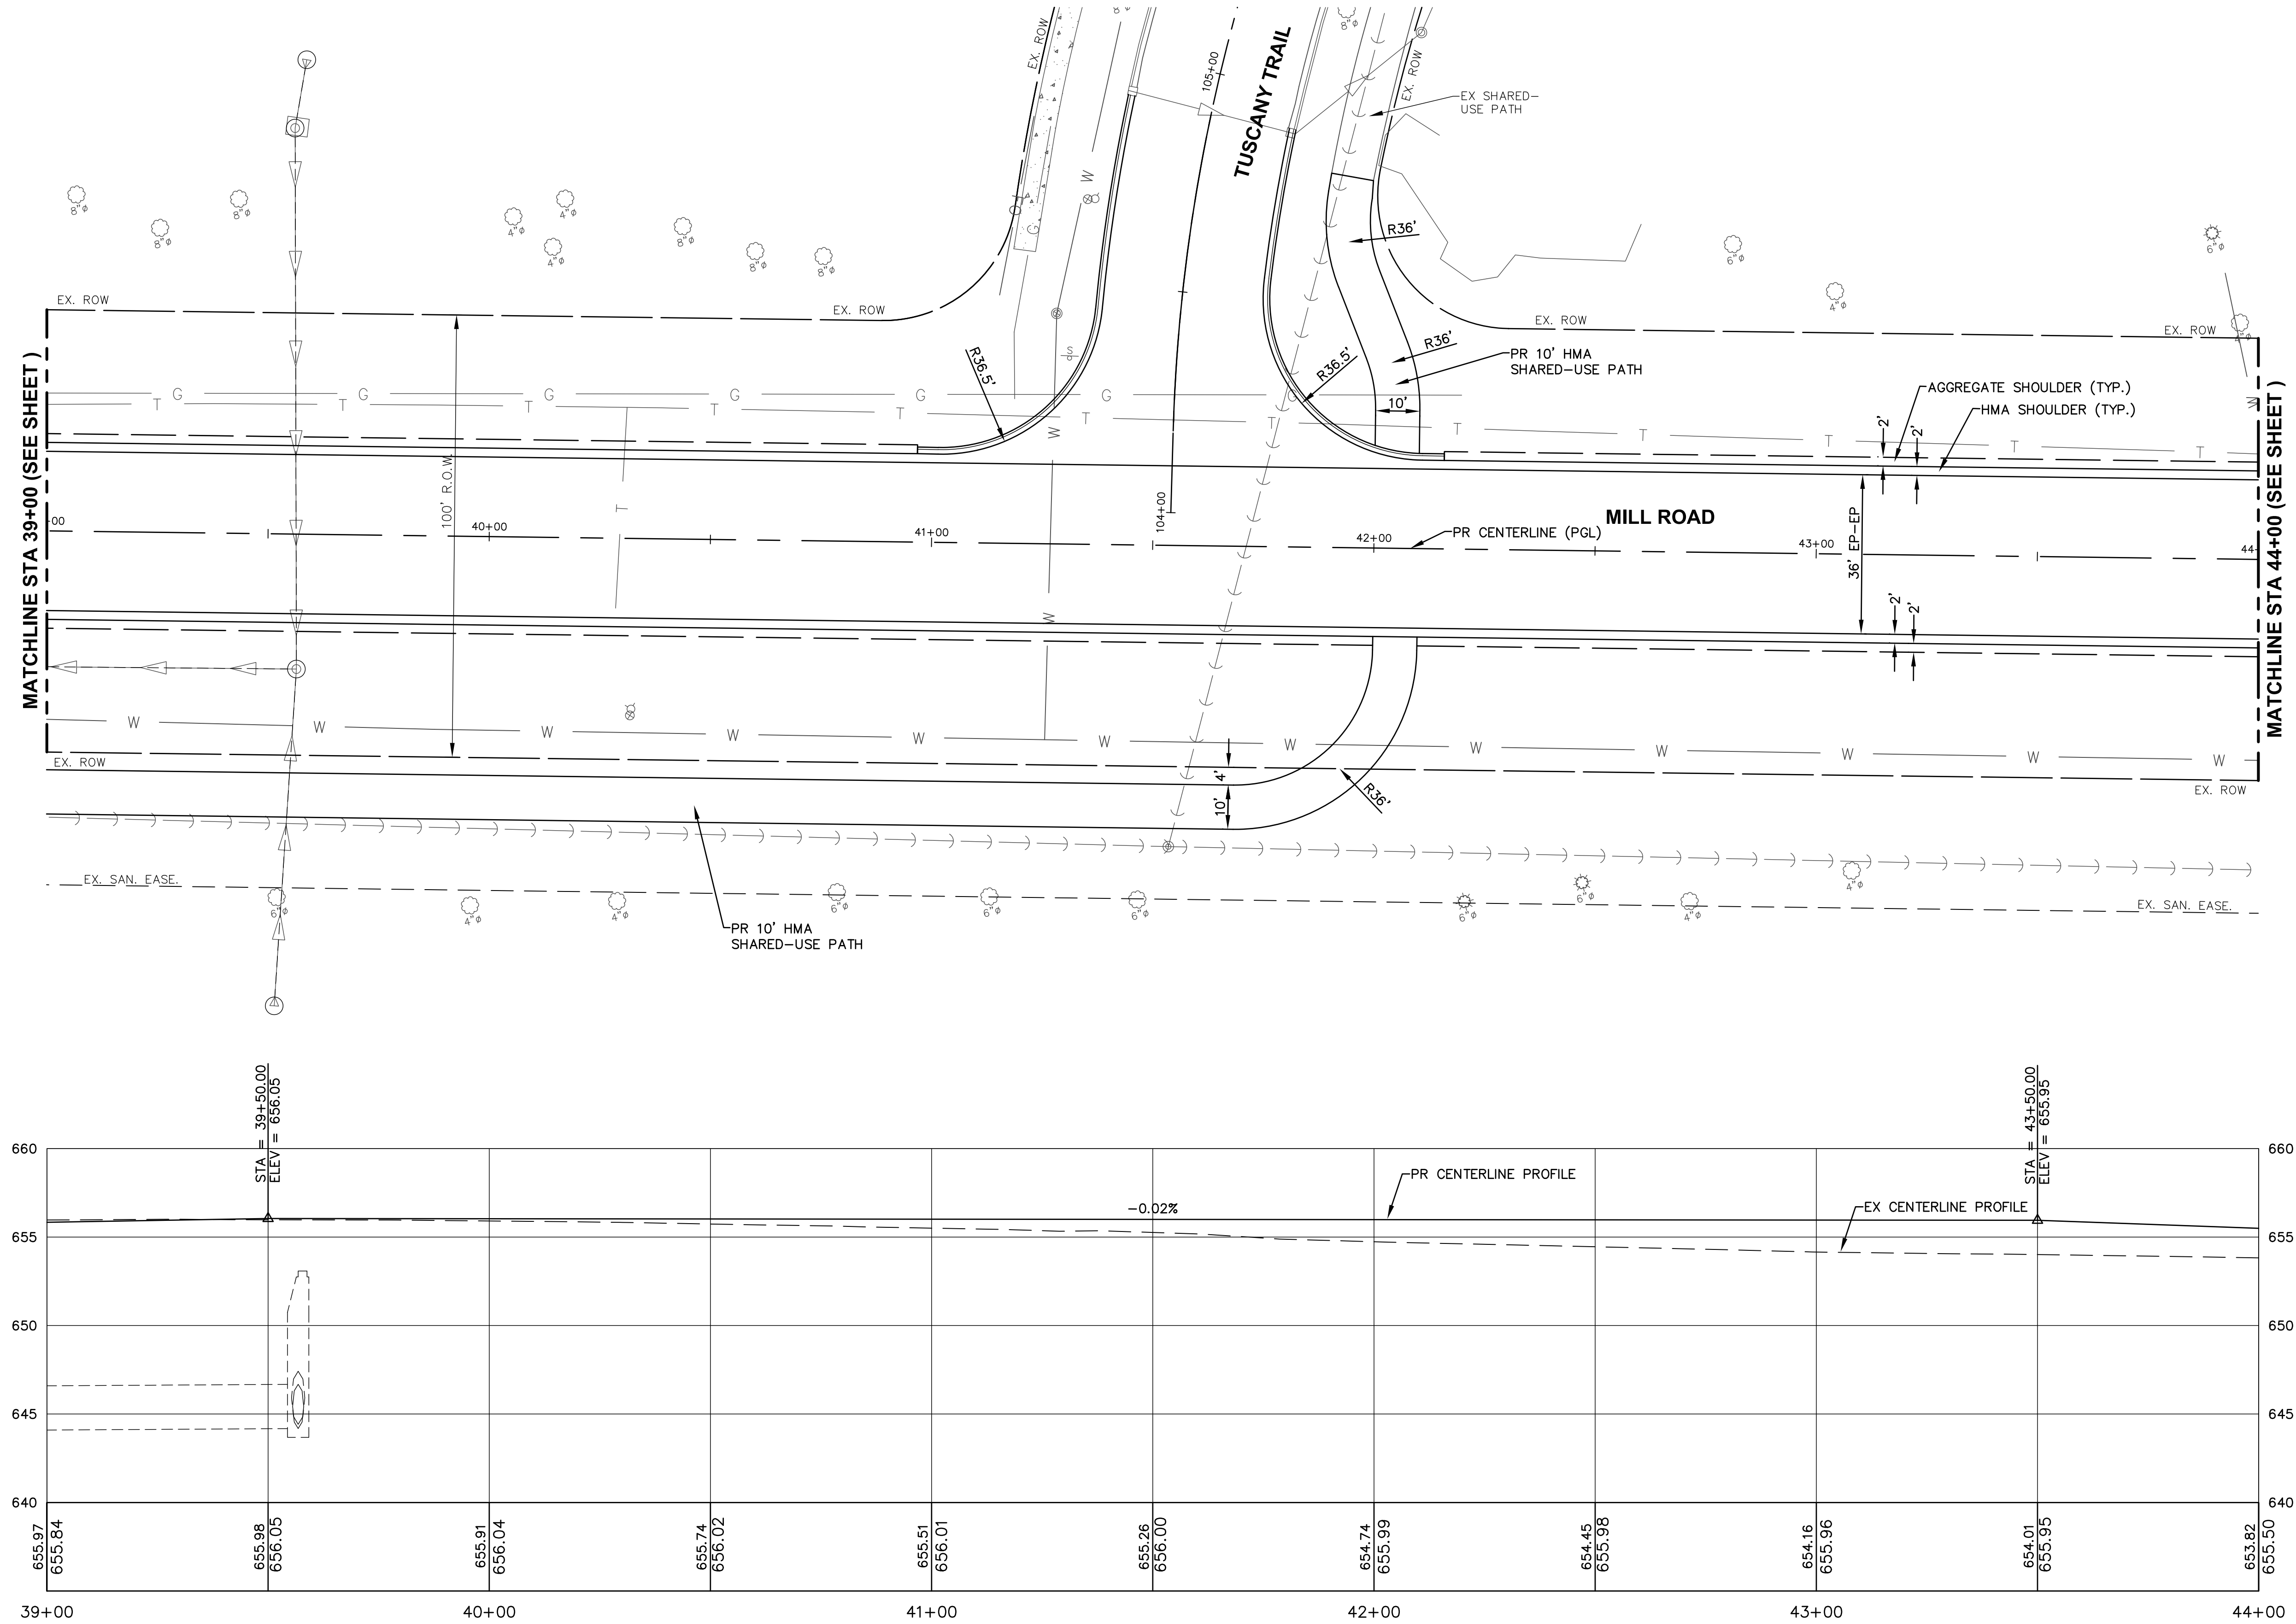 EX. ROW
8"ø
105+00
TUSCANY TRAIL
8"ø
EX. ROW
EX SHARED-
USE PATH
8"ø
8"ø
8"ø
4"ø
4"ø
4"ø
8"ø
8"ø
8"ø
W
G
R36'
6"ø
6"ø
4"ø
EX. ROW
EX. ROW
EX. ROW
EX. ROW
R36.5'
R36.5'
R36'
PR 10' HMA
SHARED-USE PATH
10'
AGGREGATE SHOULDER (TYP.)
HMA SHOULDER (TYP.)
2'
2'
G G G G G G G
T T T T T T T T T T T T
W
W
MATCHLINE STA 39+00 (SEE SHEET )
MATCHLINE STA 44+00 (SEE SHEET )
100' R.O.W.
T
104+00
MILL ROAD
36' EP-EP
+00
40+00
41+00
42+00
PR CENTERLINE (PGL)
43+00
44
2'
2'
W
W W W W W W W W W W W W
EX. ROW
4'
10'
R36'
EX. ROW
EX. SAN. EASE.
6"ø
4"ø
4"ø
6"ø
6"ø
6"ø
6"ø
6"ø
4"ø
4"ø
EX. SAN. EASE.
PR 10' HMA
SHARED-USE PATH
STA = 39+50.00
ELEV = 656.05
STA = 43+50.00
ELEV = 655.95
660
660
PR CENTERLINE PROFILE
-0.02%
EX CENTERLINE PROFILE
655
655
650
650
645
645
640
640
655.97
655.84
655.98
656.05
655.91
656.04
655.74
656.02
655.51
656.01
655.26
656.00
654.74
655.99
654.45
655.98
654.16
655.96
654.01
655.95
653.82
655.50
39+00
40+00
41+00
42+00
43+00
44+00